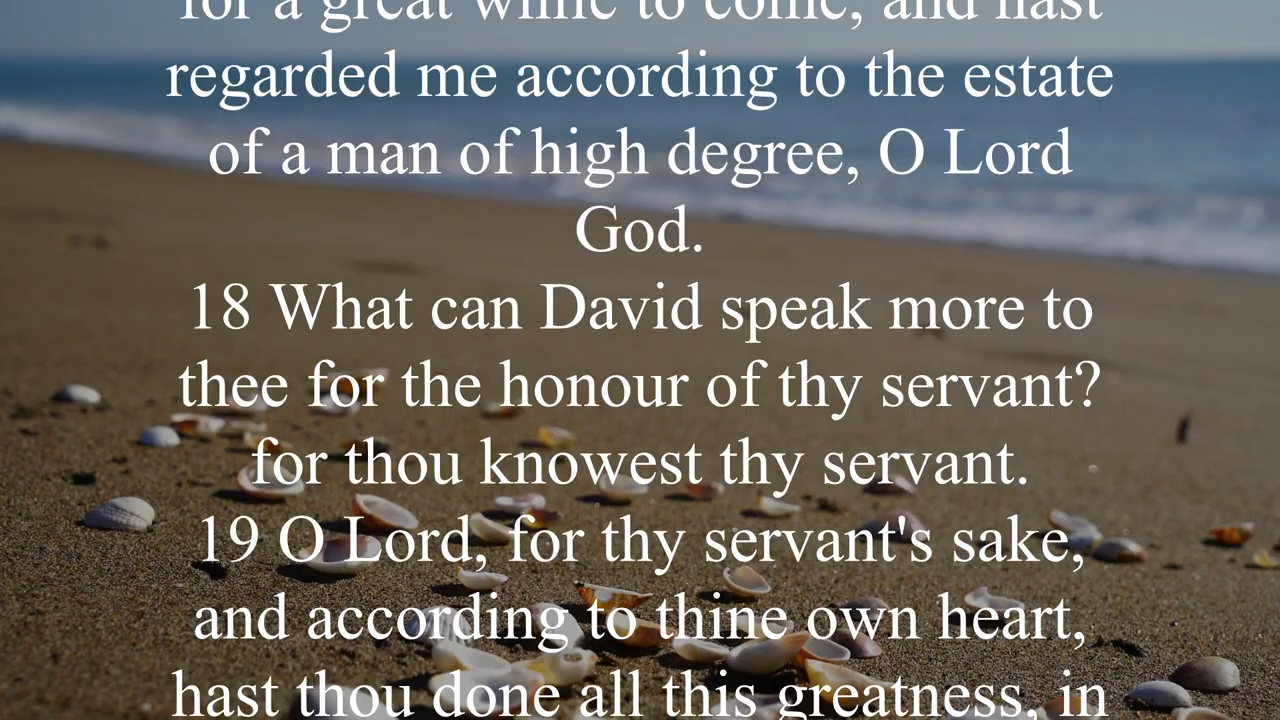 for a great while to come, and hast
regarded me according to the estate
of a man of high degree, O Lord
God.
18 What can David speak more to
thee for the honour of thy servant?
for thou knowest thy servant.
19 O Lord, for thy servant's sake,
and according to thine own heart,
hast thou done all this greatness, in